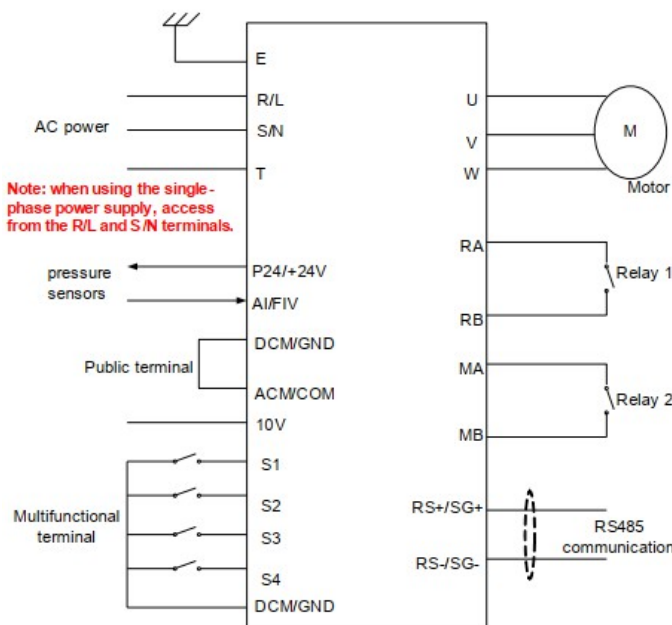 E
R/L
U
AC power
S/N
V
M
T
W
Motor
Note: when using the single-
phase power supply, access
from the R/L and S/N terminals.
RA
pressure
sensors
P24/+24V
Relay 1
AI/FIV
RB
DCM/GND
Public terminal
MA
ACM/COM
Relay 2
10V
MB
S1
S2
Multifunctional
terminal
S3
S4
DCM/GND
RS+/SG+
RS485
communication
RS-/SG-